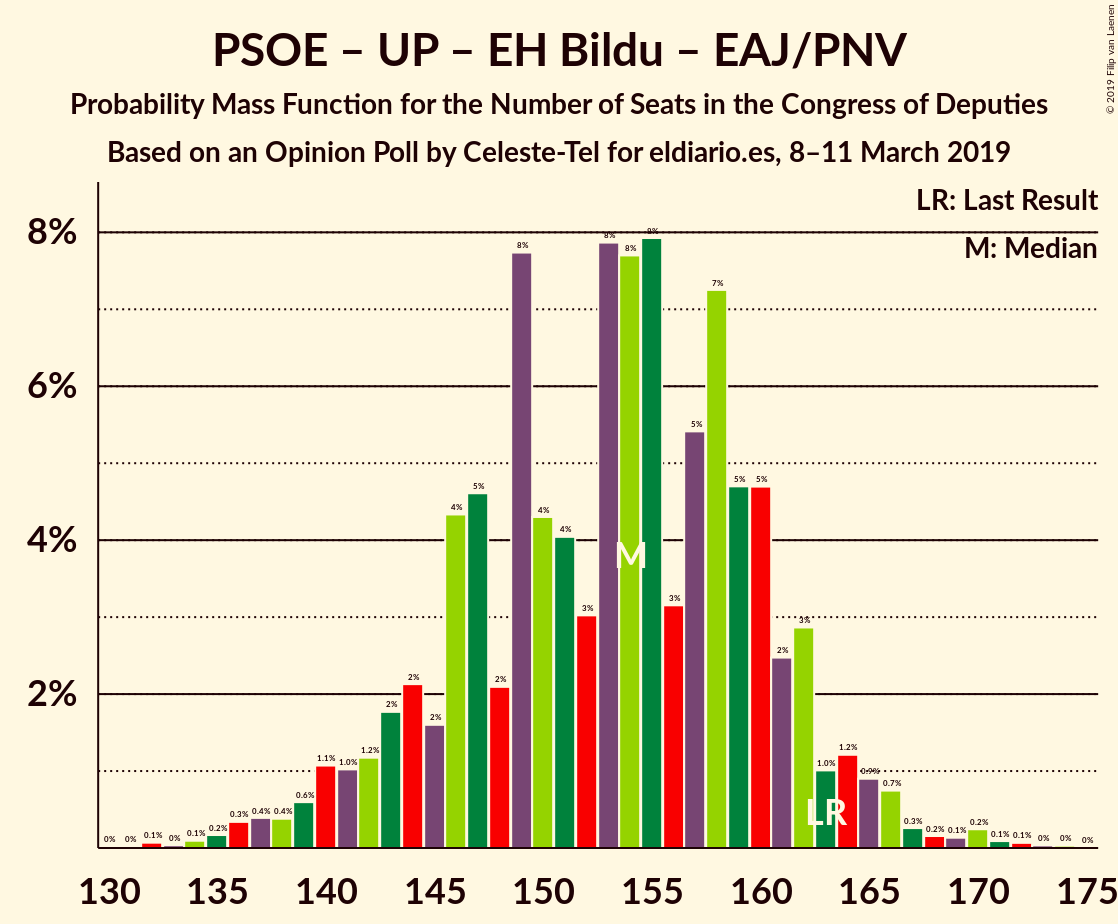 PSOE – UP – EH Bildu – EAJ/PNV
Probability Mass Function for the Number of Seats in the Congress of Deputies
Based on an Opinion Poll by Celeste-Tel for eldiario.es, 8–11 March 2019
© 2019 Filip van Laenen
LR: Last Result
M: Median
8%
6%
4%
2%
0% 0% 0.1% 0% 0.1% 0.2% 0.3% 0.4% 0.4% 0.6% 1.1% 1.0% 1.2% 2% 2% 2% 4% 5% 2% 8% 4% 4% 3% 8% 8% 8% 3% 5% 7% 5% 5% 2% 3% 1.0% 1.2% 0.9% 0.7% 0.3% 0.2% 0.1% 0.2% 0.1% 0.1% 0% 0% 0%
M
LR
130 135 140 145 150 155 160 165 170 175